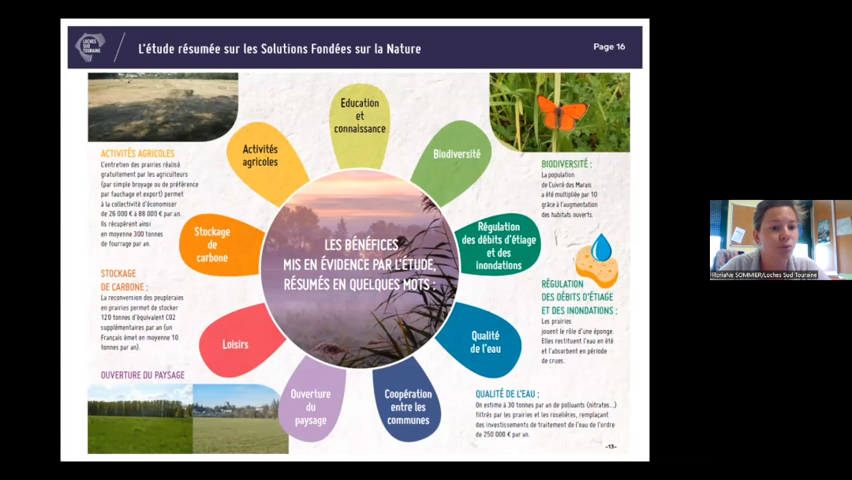 LOCHES
SUD
TOURAINE
L'étude résumée sur les Solutions Fondées sur la Nature
Page 16
Education
et
connaissance
Activités
agricoles
Biodiversité
Stockage
de
carbone
Régulation
des débits d'étiage
et des
inondations
Loisirs
Qualité
de l'eau
Ouverture
du
paysage
Coopération
entre les
communes
LES BÉNÉFICES
MIS EN ÉVIDENCE PAR L'ÉTUDE,
RÉSUMÉS EN QUELQUES MOTS :
ACTIVITÉS AGRICOLES
L'entretien des prairies réalisé
gratuitement par les agriculteurs
(par simple broyage ou de préférence
par fauchage et export) permet
à la collectivité d'économiser
de 26 000 € à 88 000 € par an.
Ils récupèrent ainsi
en moyenne 300 tonnes
de fourrage par an.
STOCKAGE
DE CARBONE :
La reconversion des peupleraies
en prairies permet de stocker
120 tonnes d'équivalent CO2
supplémentaires par an (un
Français émet en moyenne 10
tonnes par an).
OUVERTURE DU PAYSAGE
BIODIVERSITÉ :
La population
de Cuivré des Marais
a été multipliée par 10
grâce à l'augmentation
des habitats ouverts.
RÉGULATION
DES DÉBITS D'ÉTIAGE
ET DES INONDATIONS :
Les prairies
jouent le rôle d'une éponge.
Elles restituent l'eau en été
et l'absorbent en période
de crues.
QUALITÉ DE L'EAU :
On estime à 30 tonnes par an de polluants (nitrates...)
filtrés par les prairies et les roselières, remplaçant
des investissements de traitement de l'eau de l'ordre
de 250 000 € par an.
-13-
SOMMIER/Loches Sud Touraine